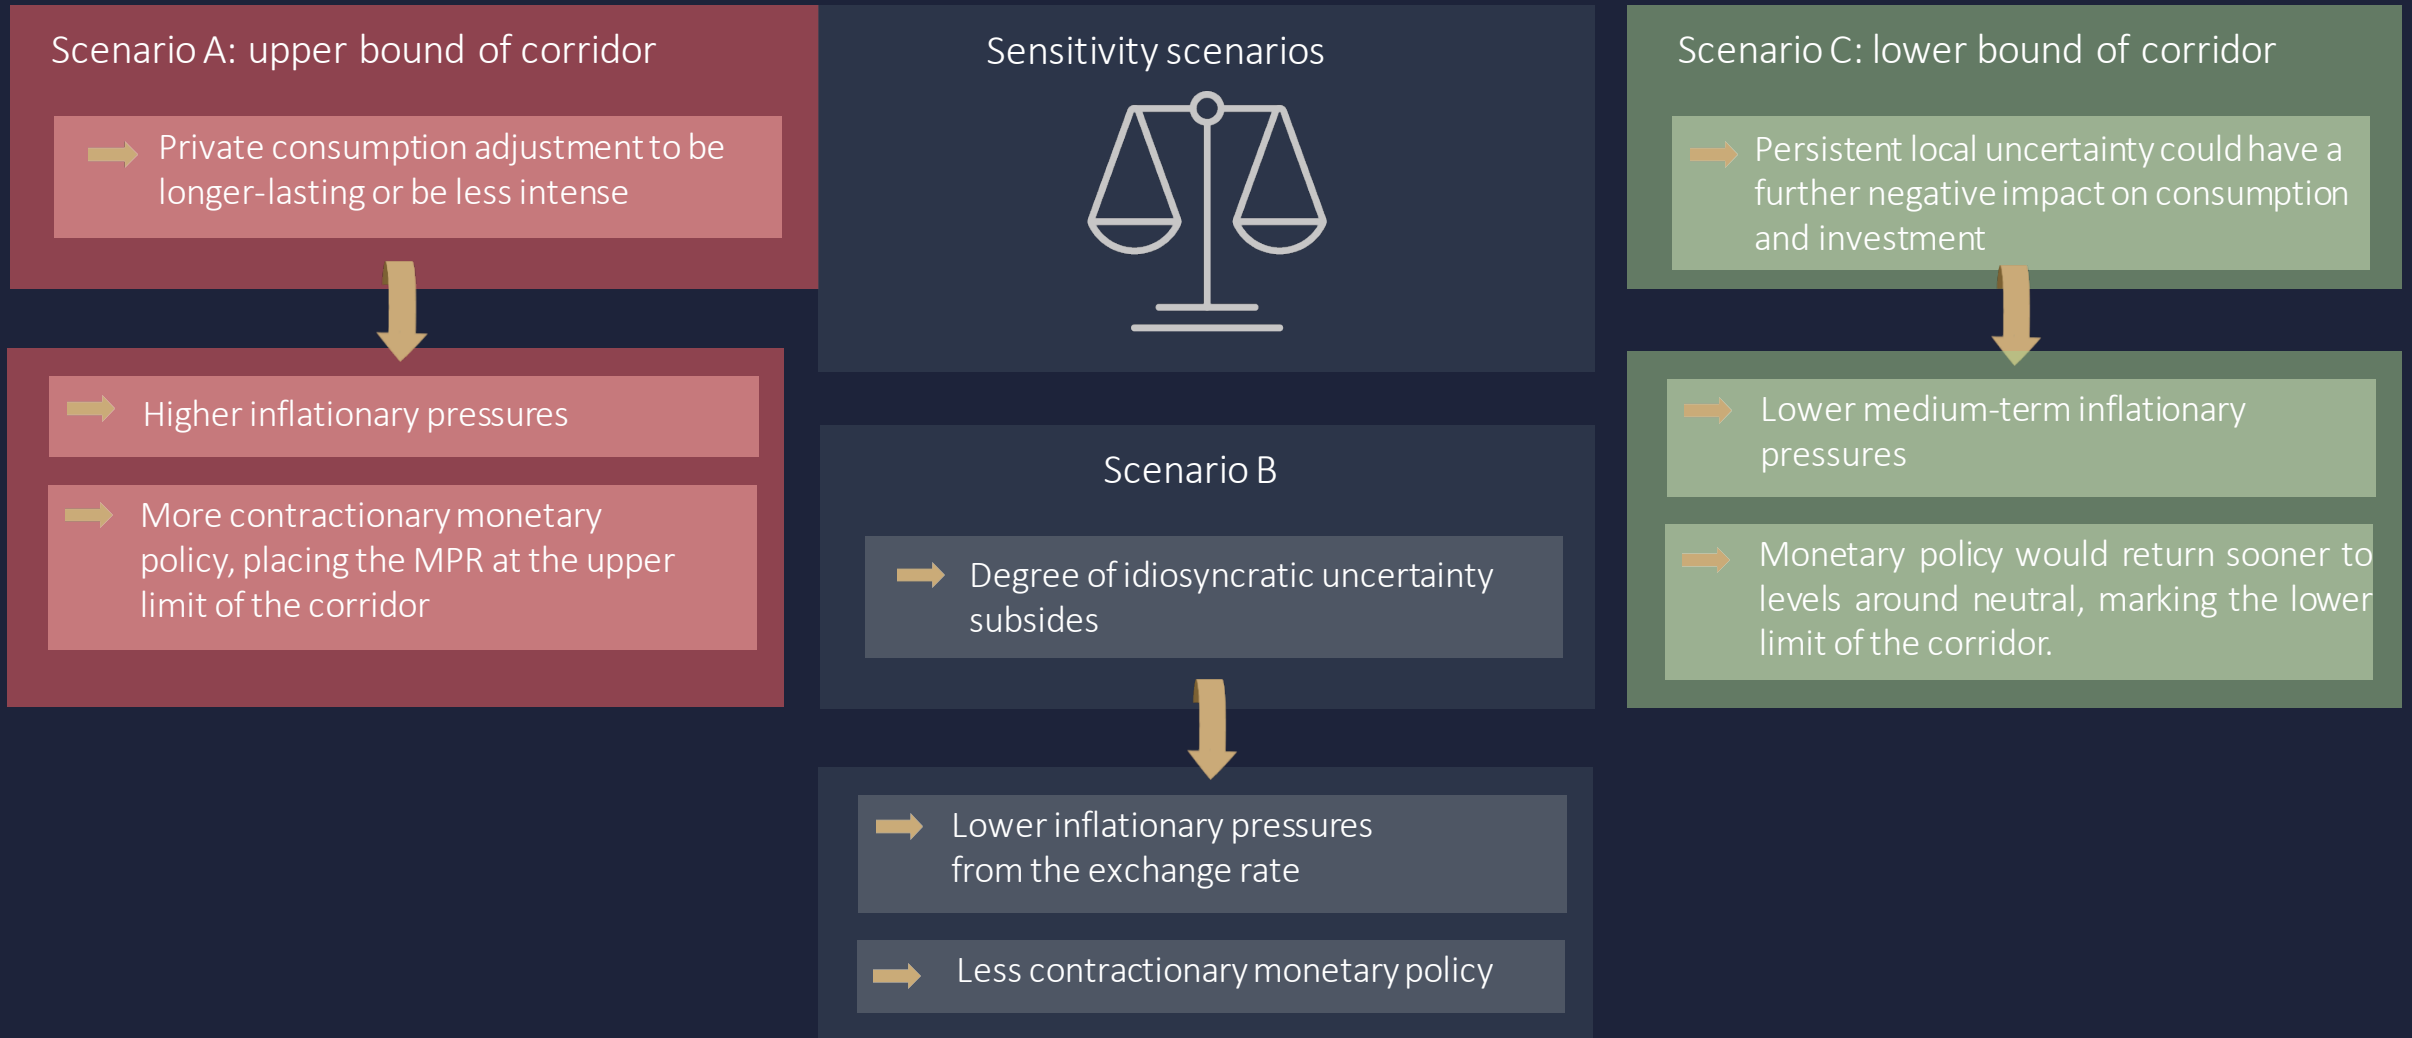 Scenario A: upper bound of corridor
Private consumption adjustment to be
longer-lasting or be less intense
Higher inflationary pressures
More contractionary monetary
policy, placing the MPR at the upper
limit of the corridor
Sensitivity scenarios
Scenario B
Degree of idiosyncratic uncertainty
subsides
Lower inflationary pressures
from the exchange rate
Less contractionary monetary policy
Scenario C: lower bound of corridor
Persistent local uncertainty could have a
further negative impact on consumption
and investment
Lower medium-term inflationary
pressures
Monetary policy would return sooner to
levels around neutral, marking the lower
limit of the corridor.